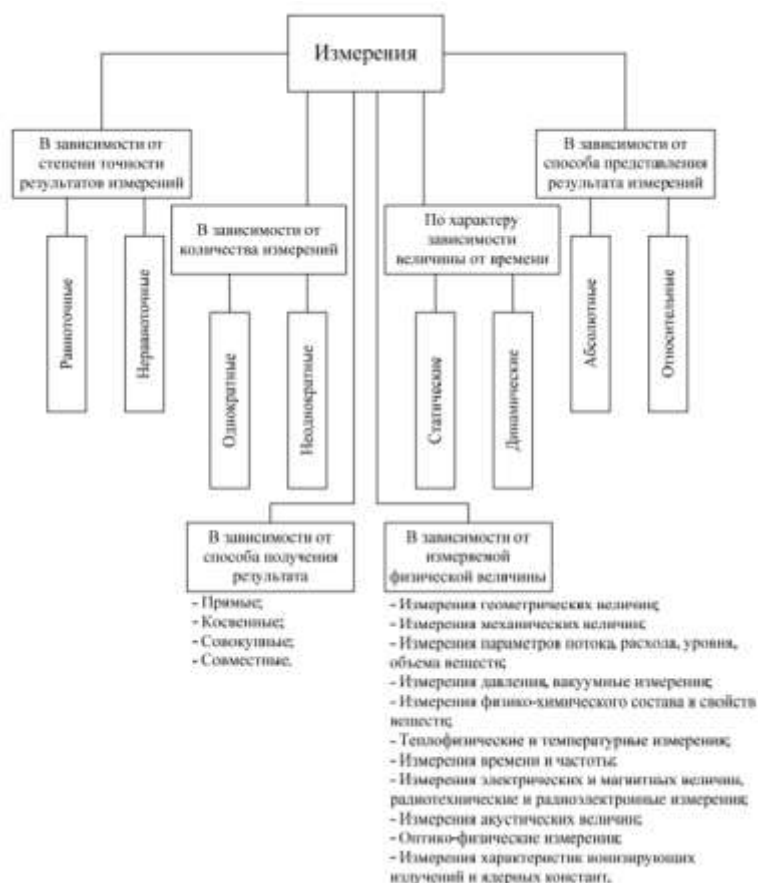 Измерения
В зависимости от
степени точности
результатов измерений
В зависимости от
способа представления
результата измерений
В зависимости от
количества измерений
По характеру
зависимости
величины от времени
Равноточные
Неравноточные
Однократные
Неоднократные
Статические
Динамические
Абсолютные
Относительные
В зависимости от
способа получения
результата
- Прямые;
- Косвенные;
- Совокупные;
- Совместные.
В зависимости от
измеряемой
физической величины
- Измерения геометрических величин;
- Измерения механических величин;
- Измерения параметров потока, расхода, уровня,
объема веществ;
- Измерения давления, вакуумные измерения;
- Измерения физико-химического состава и свойств
веществ;
- Теплофизические и температурные измерения;
- Измерения времени и частоты;
- Измерения электрических и магнитных величин,
радиотехнические и радиоэлектронные измерения;
- Измерения акустических величин;
- Оптико-физические измерения;
- Измерения характеристик ионизирующих
излучений и ядерных констант.